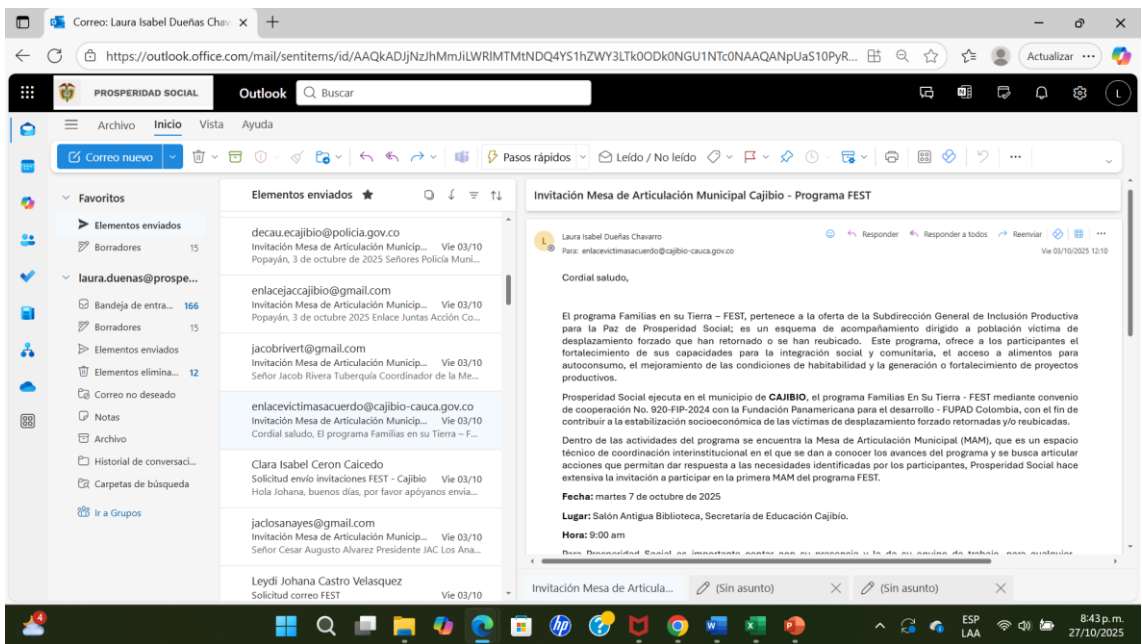 Correo: Laura Isabel Dueñas Chav
https://outlook.office.com/mail/sentitems/id/AAQkADJjNzJhMmJiLWRlMTMtNDQ4YS1hZWY3LTk0ODk0NGU1NTc0NAAQANpUaS10PyR...
Actualizar
PROSPERIDAD SOCIAL
Outlook
Buscar
L
Archivo Inicio Vista Ayuda
Correo nuevo
Pasos rápidos
Leído / No leído
Favoritos
Elementos enviados
Borradores 15
laura.duenas@prospe...
Bandeja de entra... 166
Borradores 15
Elementos enviados
Elementos elimina... 12
Correo no deseado
Notas
Archivo
Historial de conversaci...
Carpetas de búsqueda
Ir a Grupos
Elementos enviados
decau.ecajibio@policia.gov.co
Invitación Mesa de Articulación Municip... Vie 03/10
Popayán, 3 de octubre de 2025 Señores Policía Muni...
enlacejaccajibio@gmail.com
Invitación Mesa de Articulación Municip... Vie 03/10
Popayán, 3 de octubre 2025 Enlace Juntas Acción Co...
jacobrivert@gmail.com
Invitación Mesa de Articulación Municip... Vie 03/10
Señor Jacob Rivera Tuberquía Coordinador de la Me...
enlacevictimasacuerdo@cajibio-cauca.gov.co
Invitación Mesa de Articulación Municip... Vie 03/10
Cordial saludo, El programa Familias en su Tierra – F...
Clara Isabel Ceron Caicedo
Solicitud envío invitaciones FEST - Cajibio Vie 03/10
Hola Johana, buenos días, por favor apóyanos envia...
jaclosanayes@gmail.com
Invitación Mesa de Articulación Municip... Vie 03/10
Señor Cesar Augusto Alvarez Presidente JAC Los Ana...
Leydi Johana Castro Velasquez
Solicitud correo FEST Vie 03/10
Invitación Mesa de Articulación Municipal Cajibio - Programa FEST
L
Laura Isabel Dueñas Chavarro
Para: enlacevictimasacuerdo@cajibio-cauca.gov.co
Responder Responder a todos Reenviar
Vie 03/10/2025 12:10
Cordial saludo,
El programa Familias en su Tierra – FEST, pertenece a la oferta de la Subdirección General de Inclusión Productiva
para la Paz de Prosperidad Social; es un esquema de acompañamiento dirigido a población víctima de
desplazamiento forzado que han retornado o se han reubicado. Este programa, ofrece a los participantes el
fortalecimiento de sus capacidades para la integración social y comunitaria, el acceso a alimentos para
autoconsumo, el mejoramiento de las condiciones de habitabilidad y la generación o fortalecimiento de proyectos
productivos.
Prosperidad Social ejecuta en el municipio de CAJIBIO, el programa Familias En Su Tierra - FEST mediante convenio
de cooperación No. 920-FIP-2024 con la Fundación Panamericana para el desarrollo - FUPAD Colombia, con el fin de
contribuir a la estabilización socioeconómica de las víctimas de desplazamiento forzado retornadas y/o reubicadas.
Dentro de las actividades del programa se encuentra la Mesa de Articulación Municipal (MAM), que es un espacio
técnico de coordinación interinstitucional en el que se dan a conocer los avances del programa y se busca articular
acciones que permitan dar respuesta a las necesidades identificadas por los participantes, Prosperidad Social hace
extensiva la invitación a participar en la primera MAM del programa FEST.
Fecha: martes 7 de octubre de 2025
Lugar: Salón Antigua Biblioteca, Secretaría de Educación Cajibío.
Hora: 9:00 am
Para Prosperidad Social es importante contar con su presencia y la de su equipo de trabajo, para cualquier
Invitación Mesa de Articula...
(Sin asunto)
(Sin asunto)
4
ESP
LAA
8:43 p. m.
27/10/2025